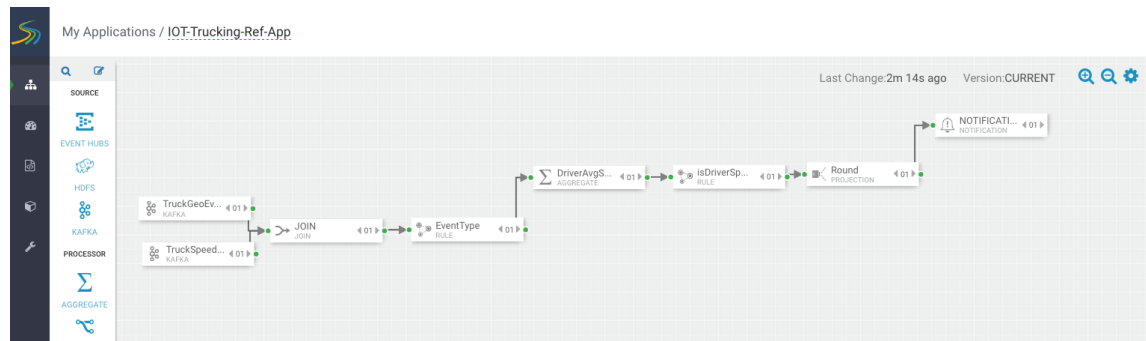 My Applications / IOT-Trucking-Ref-App
Last Change:2m 14s ago Version:CURRENT
SOURCE
EVENT HUBS
HDFS
KAFKA
PROCESSOR
AGGREGATE
TruckGeoEv... 01
KAFKA
TruckSpeed... 01
KAFKA
JOIN 01
JOIN
EventType 01
RULE
DriverAvgS... 01
AGGREGATE
isDriverSp... 01
RULE
Round 01
PROJECTION
NOTIFICATI... 01
NOTIFICATION